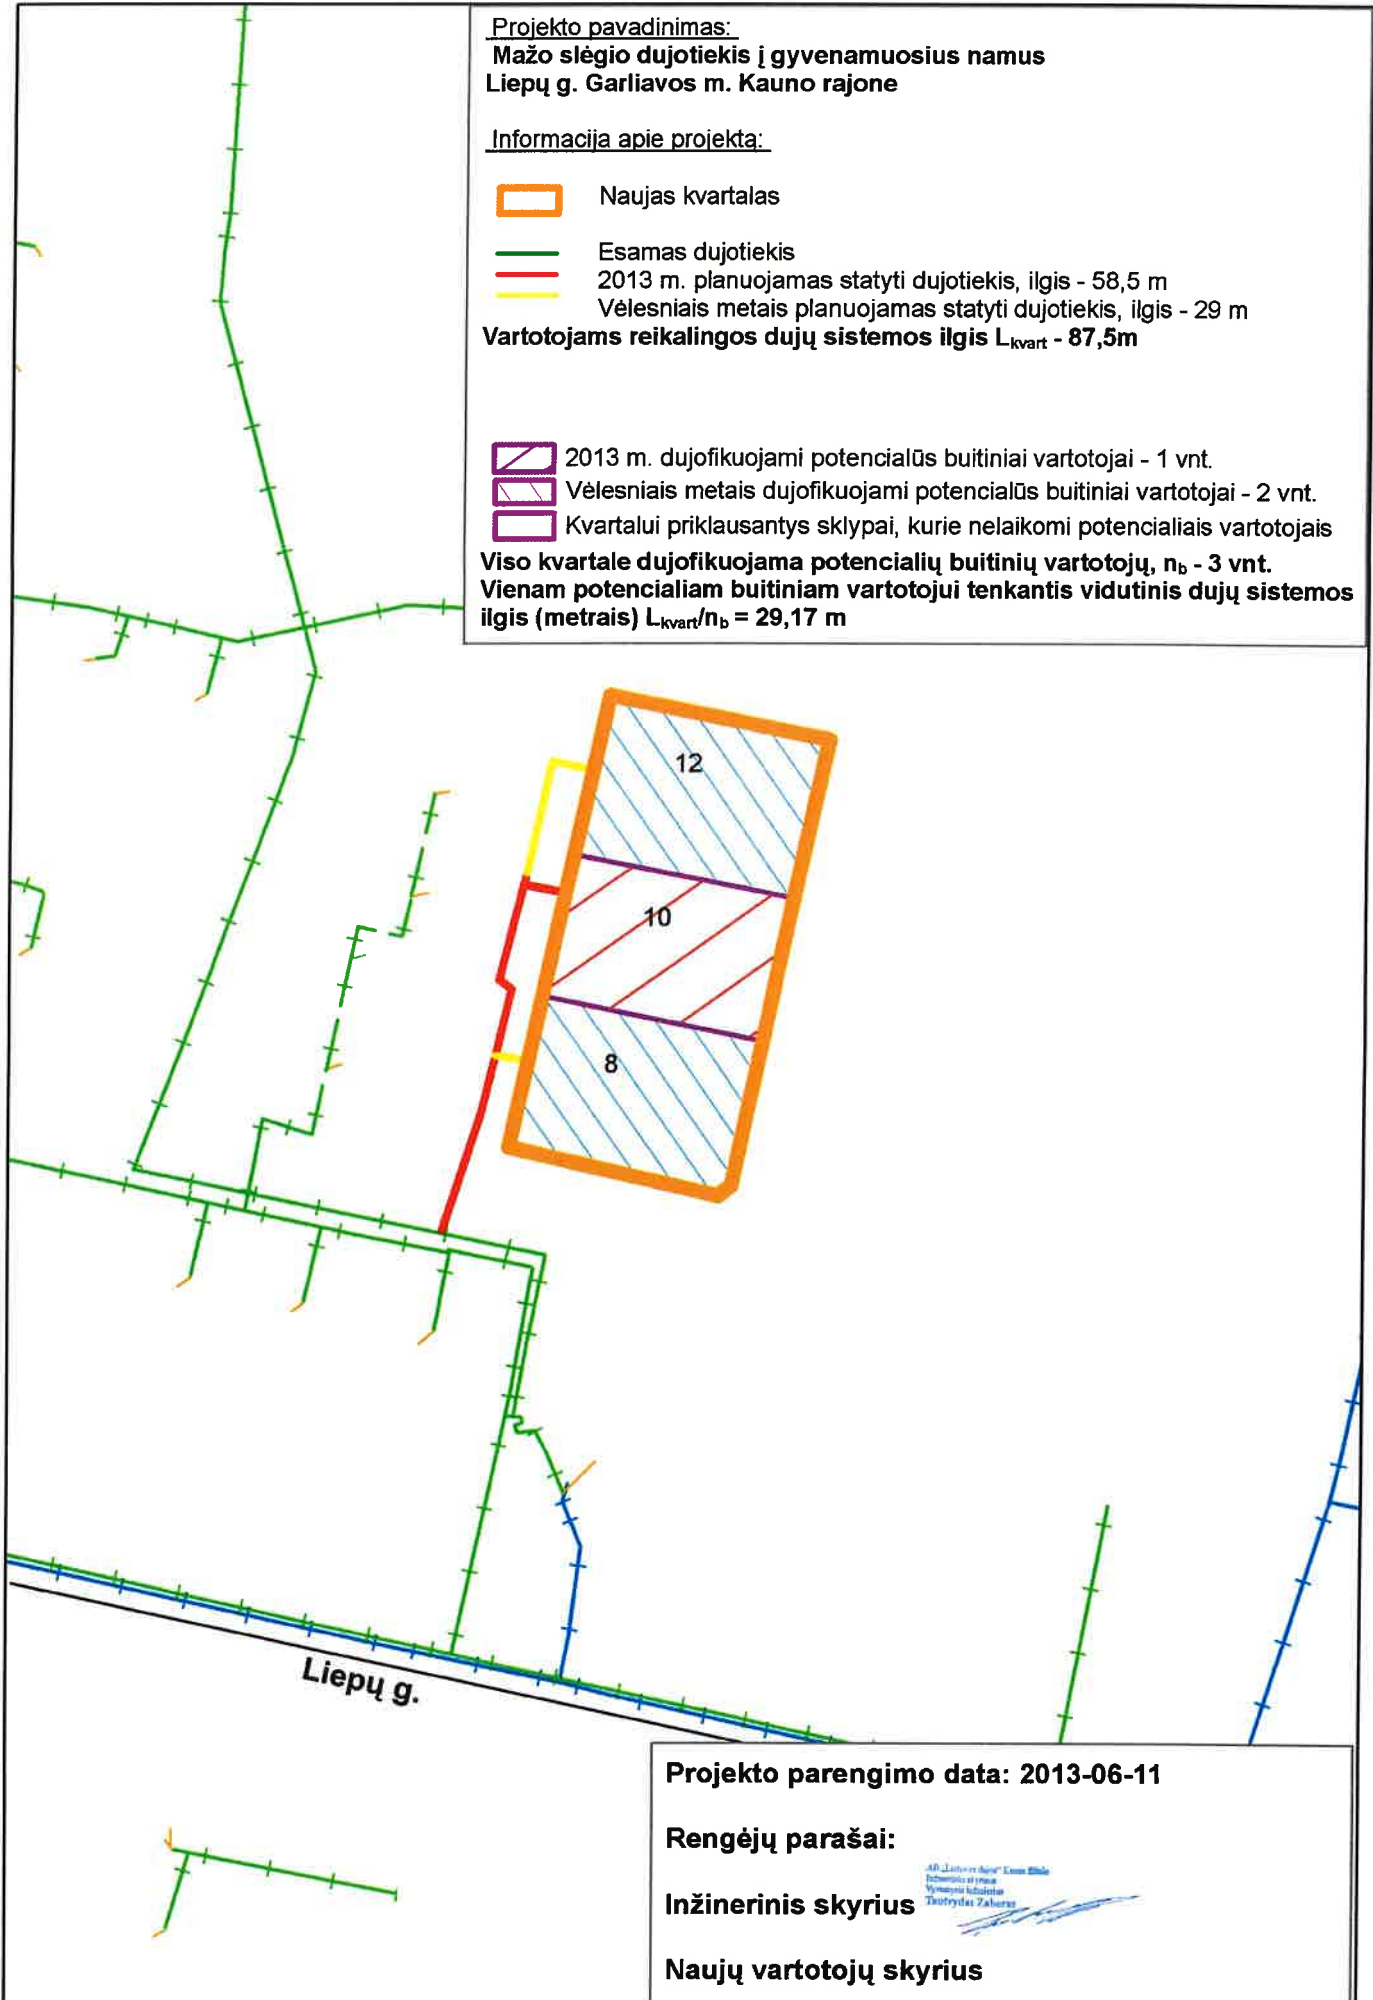 Projekto pavadinimas:
Mažo slėgio dujotiekis į gyvenamuosius namus
Liepų g. Garliavos m. Kauno rajone
Informacija apie projektą:
Naujas kvartalas
Esamas dujotiekis
2013 m. planuojamas statyti dujotiekis, ilgis - 58,5 m
Vėlesniais metais planuojamas statyti dujotiekis, ilgis - 29 m
Vartotojams reikalingos dujų sistemos ilgis Lkvart - 87,5m
2013 m. dujofikuojami potencialūs buitiniai vartotojai - 1 vnt.
Vėlesniais metais dujofikuojami potencialūs buitiniai vartotojai - 2 vnt.
Kvartalui priklausantys sklypai, kurie nelaikomi potencialiais vartotojais
Viso kvartale dujofikuojama potencialių buitinių vartotojų, nb - 3 vnt.
Vienam potencialiam buitiniam vartotojui tenkantis vidutinis dujų sistemos
ilgis (metrais) Lkvart/nb = 29,17 m
12
10
8
Liepų g.
Projekto parengimo data: 2013-06-11
Rengėjų parašai:
Inžinerinis skyrius
Naujų vartotojų skyrius